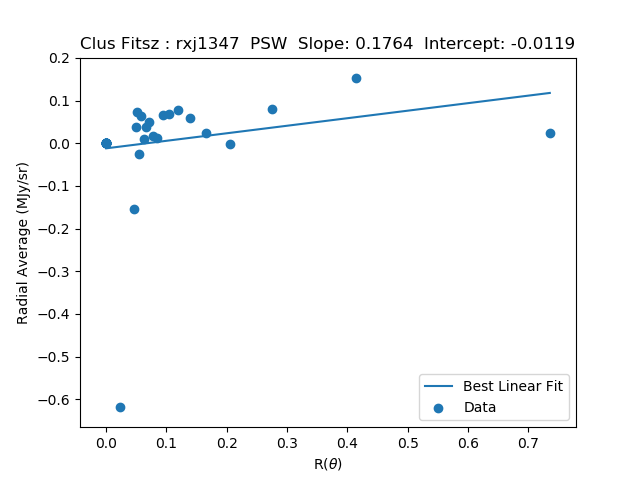 Clus Fitsz : rxj1347  PSW  Slope: 0.1764  Intercept: -0.0119
0.2
0.1
0.0
−0.1
−0.2
−0.3
−0.4
−0.5
−0.6
Radial Average (MJy/sr)
Best Linear Fit
Data
0.0 0.1 0.2 0.3 0.4 0.5 0.6 0.7
R(θ)